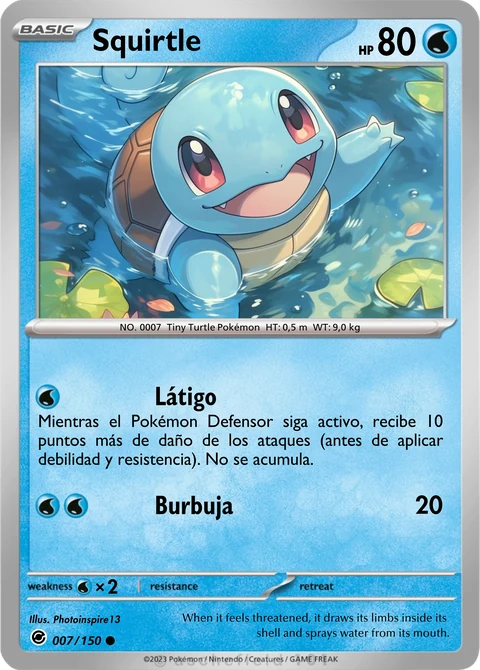 BASIC
Squirtle
HP 80
NO. 0007 Tiny Turtle Pokémon HT: 0,5 m WT: 9,0 kg
Látigo
Mientras el Pokémon Defensor siga activo, recibe 10
puntos más de daño de los ataques (antes de aplicar
debilidad y resistencia). No se acumula.
Burbuja 20
weakness ×2 resistance retreat
Illus. Photoinspire13
007/150
When it feels threatened, it draws its limbs inside its
shell and sprays water from its mouth.
©2023 Pokémon / Nintendo / Creatures / GAME FREAK